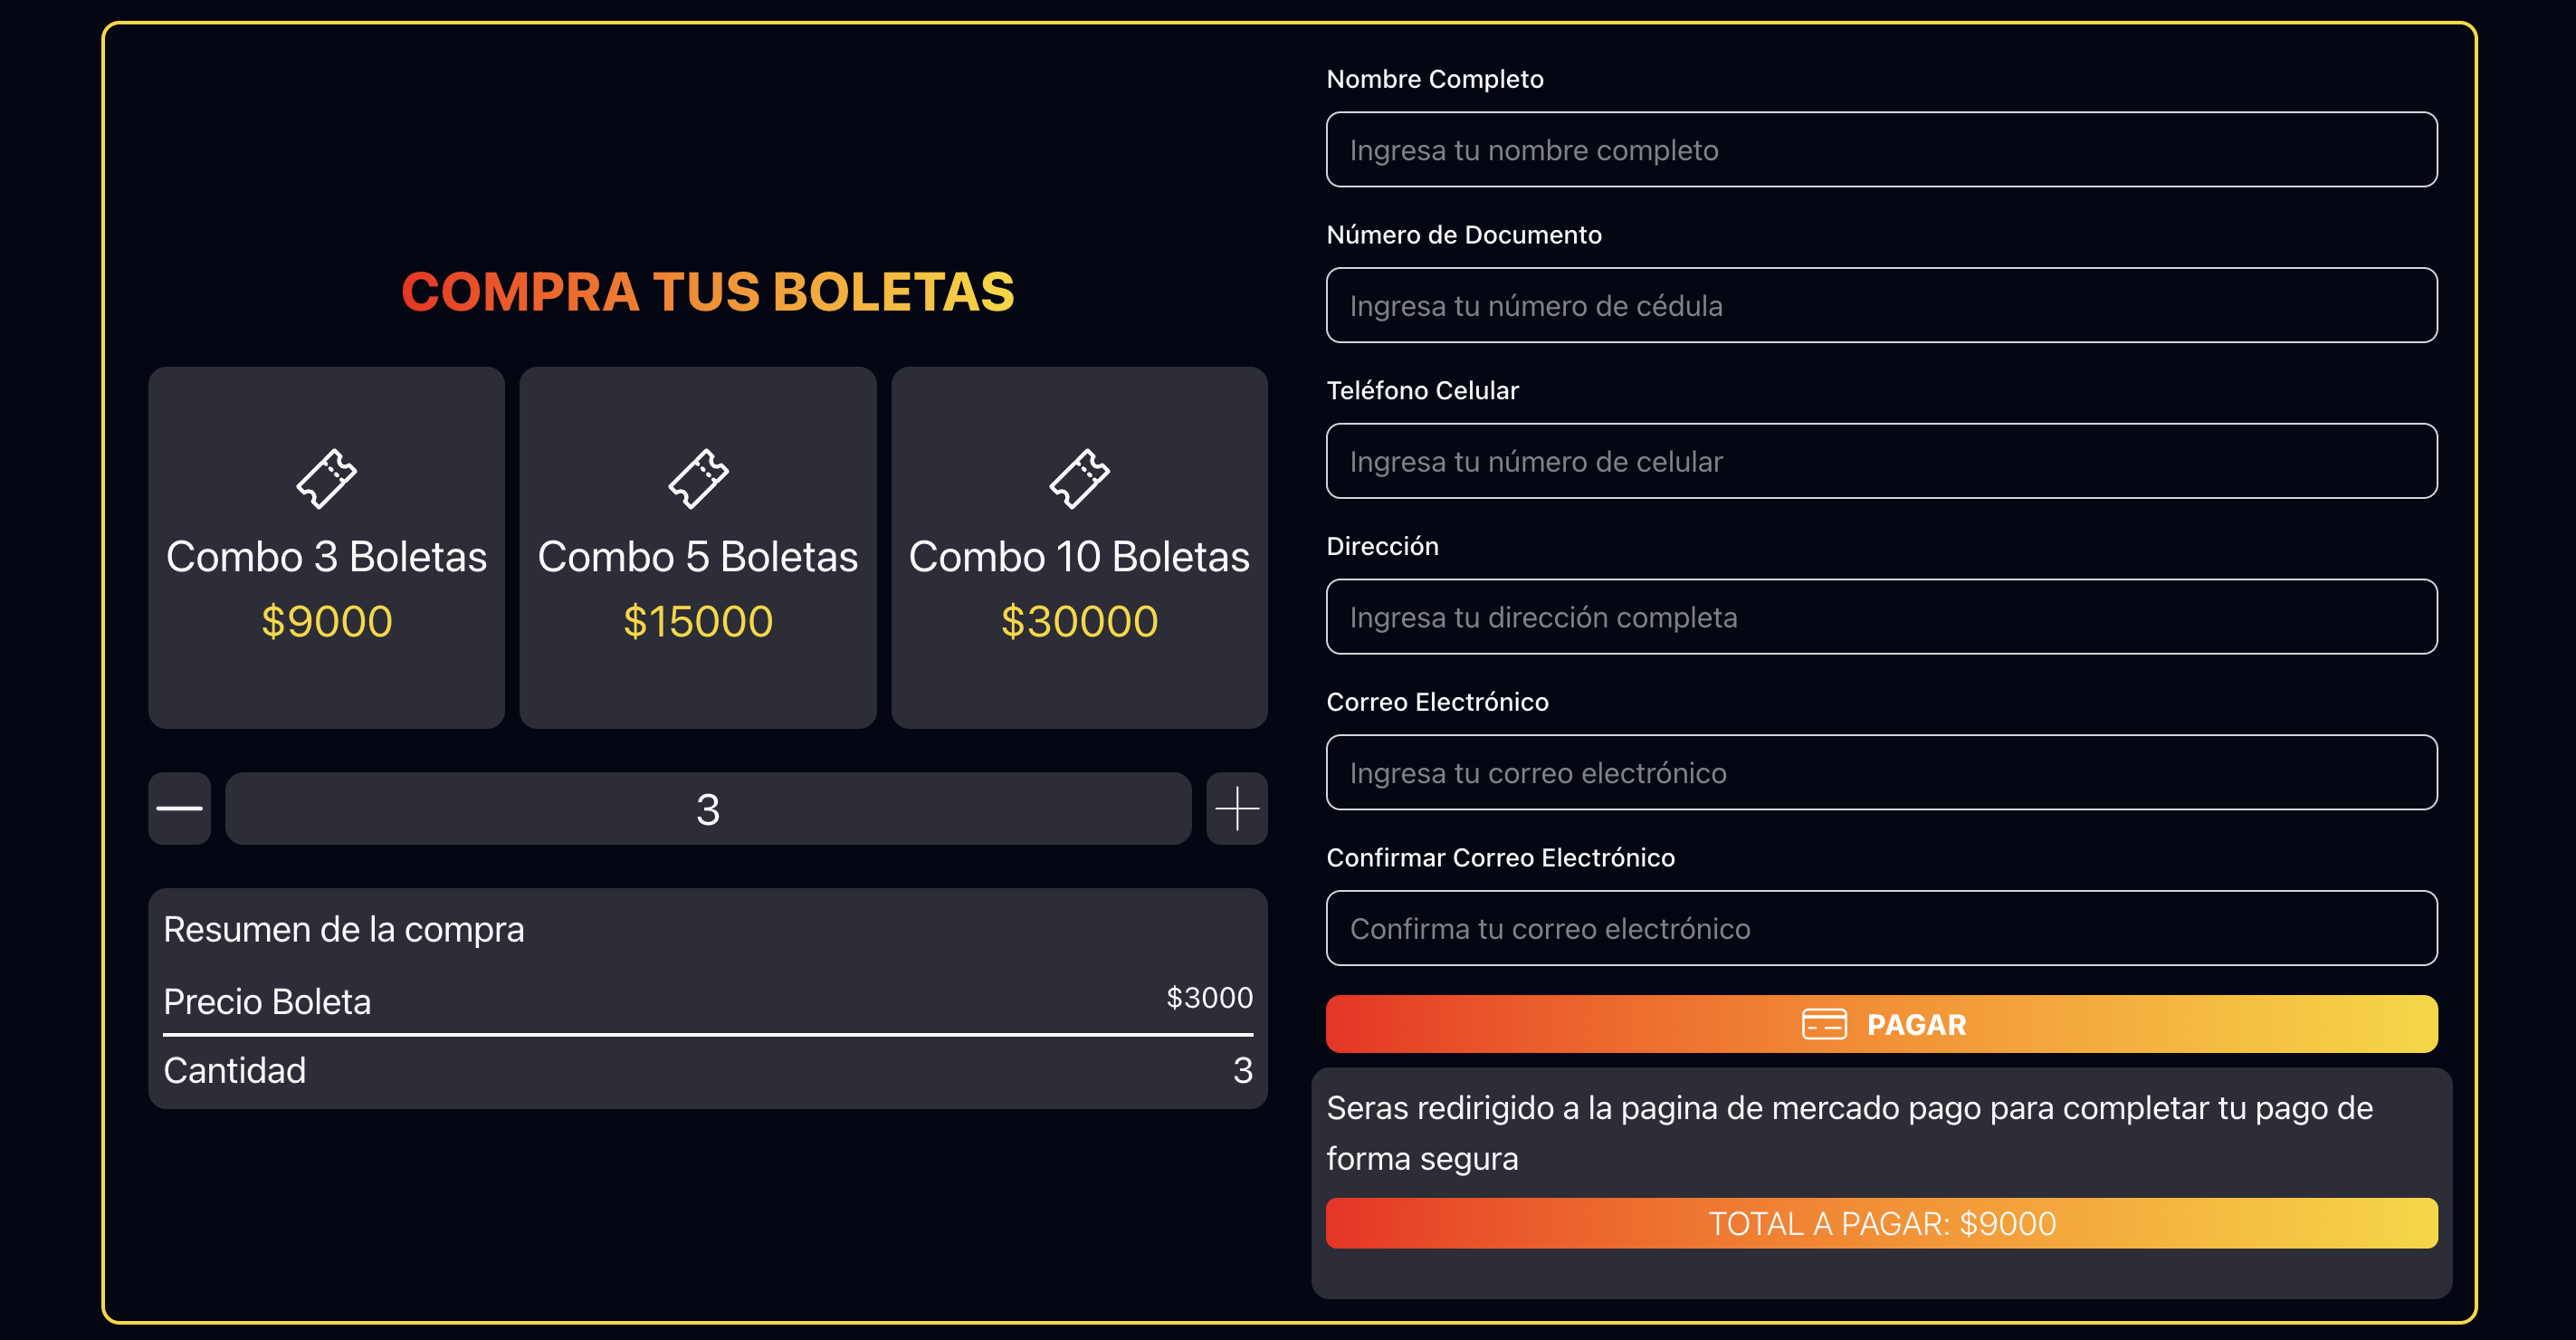 COMPRA TUS BOLETAS
Combo 3 Boletas
$9000
Combo 5 Boletas
$15000
Combo 10 Boletas
$30000
3
Resumen de la compra
Precio Boleta $3000
Cantidad 3
Nombre Completo
Ingresa tu nombre completo
Número de Documento
Ingresa tu número de cédula
Teléfono Celular
Ingresa tu número de celular
Dirección
Ingresa tu dirección completa
Correo Electrónico
Ingresa tu correo electrónico
Confirmar Correo Electrónico
Confirma tu correo electrónico
PAGAR
Seras redirigido a la pagina de mercado pago para completar tu pago de
forma segura
TOTAL A PAGAR: $9000